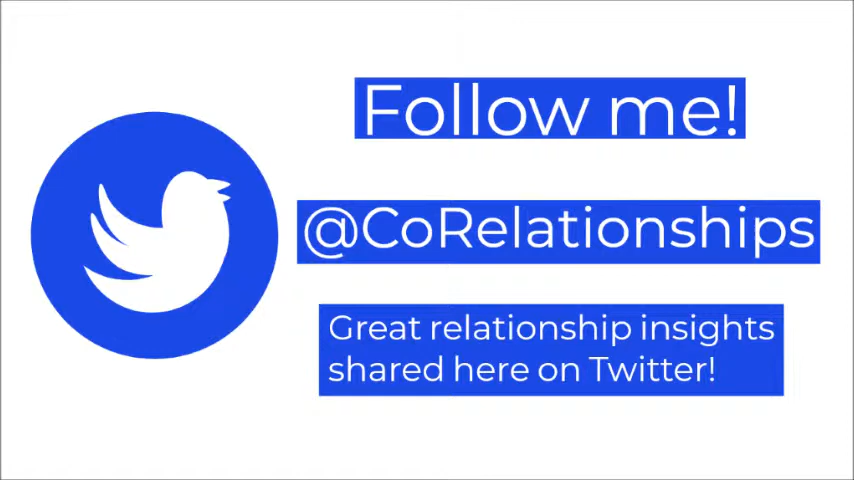 Follow me!
@CoRelationships
Great relationship insights
shared here on Twitter!